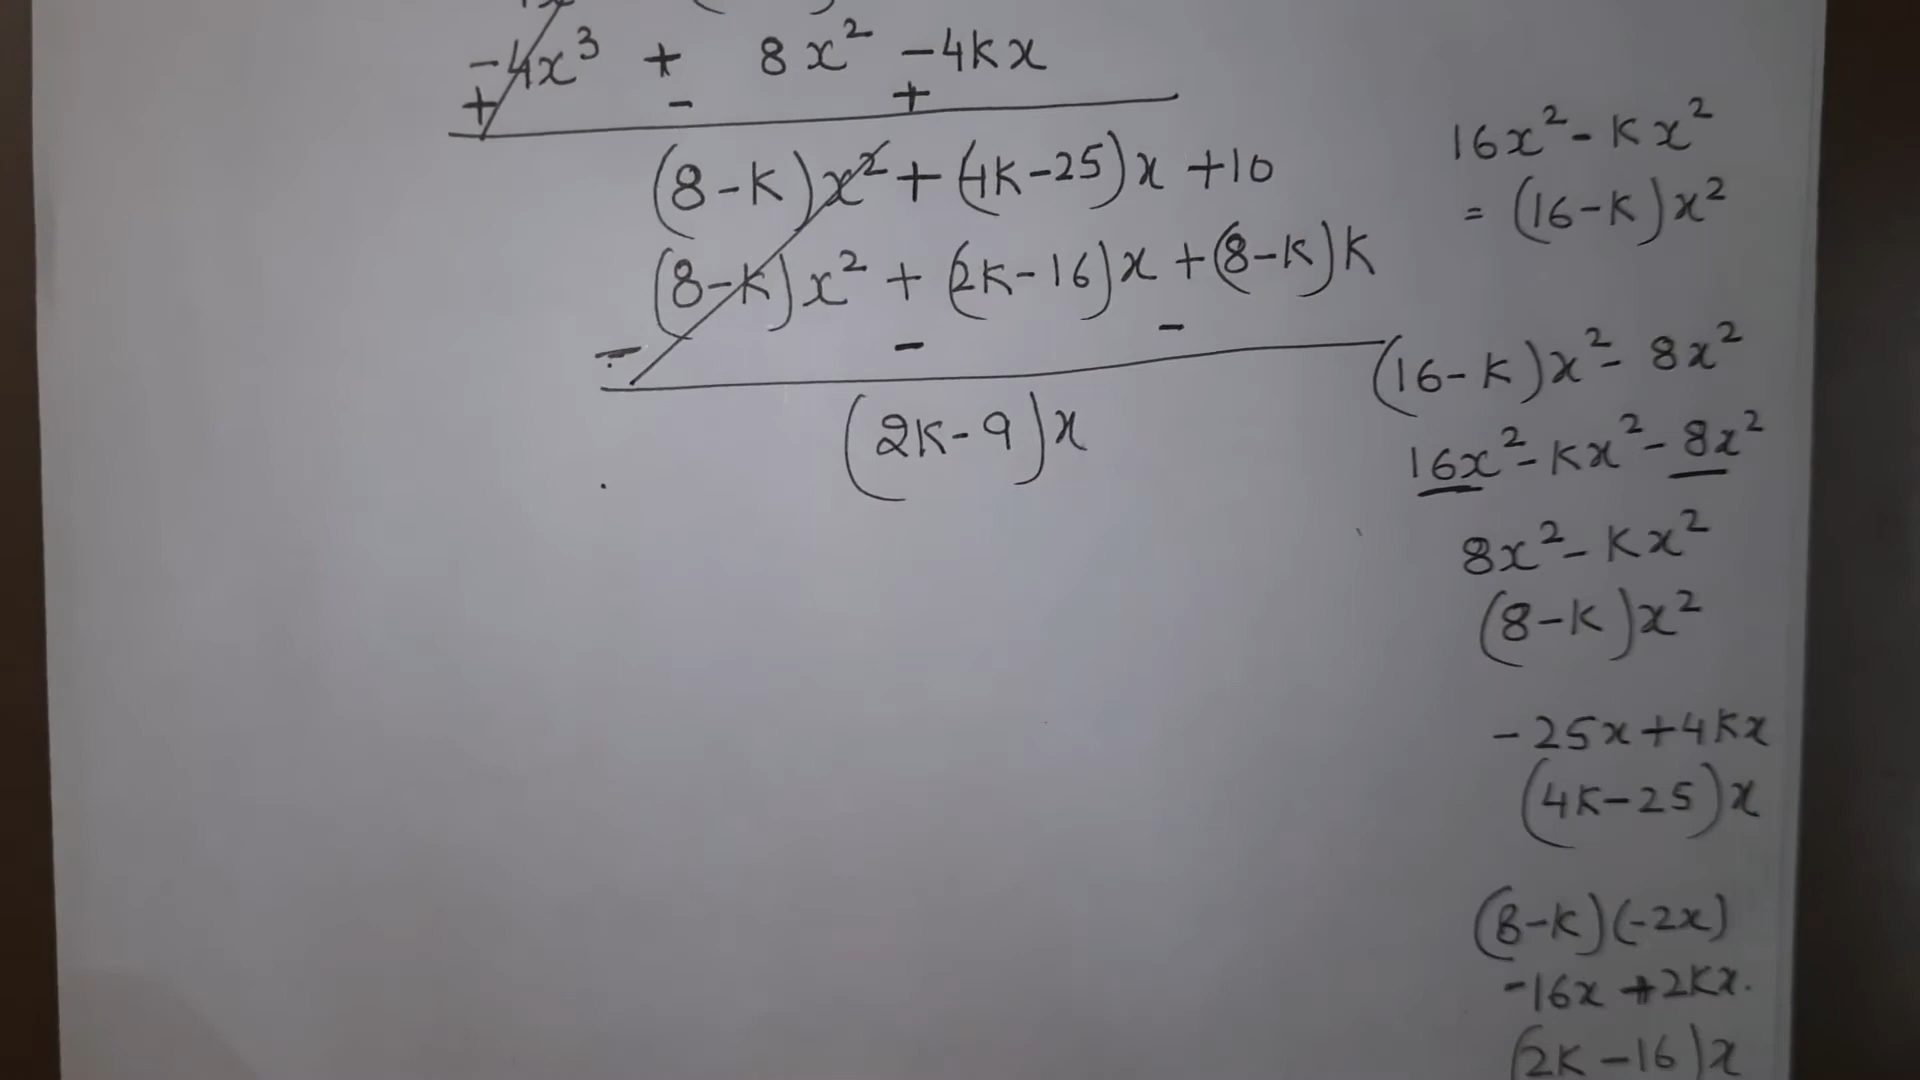 -4x³ + 8x² -4kx
+ - +
(8-k)x² + (4k-25)x +10
(8-k)x² + (2k-16)x + (8-k)k
- - -
(2k-9)x
16x² - kx²
= (16-k)x²
(16-k)x² - 8x²
16x² - kx² - 8x²
8x² - kx²
(8-k)x²
-25x+4kx
(4k-25)x
(8-k)(-2x)
-16x +2kx.
(2k-16)x